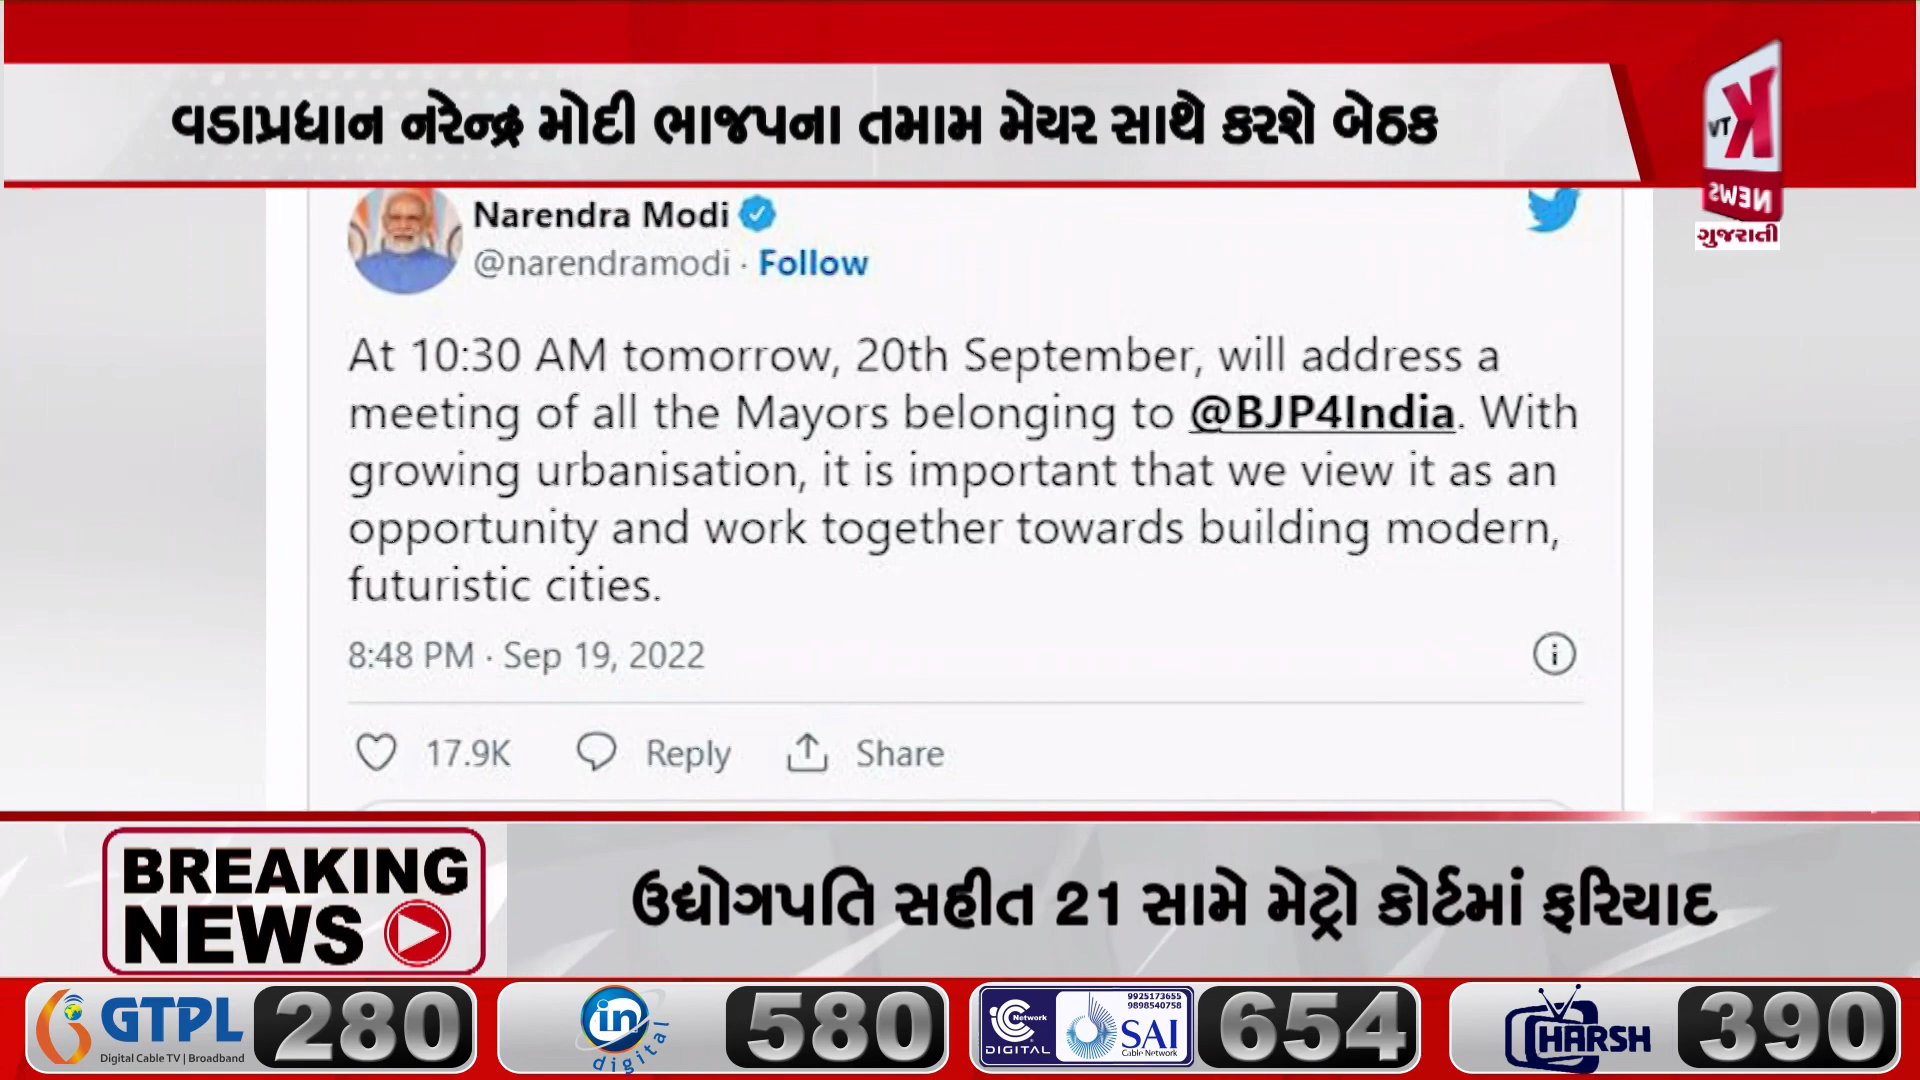 વડાપ્રધાન નરેન્દ્ર મોદી ભાજપના તમામ મેયર સાથે કરશે બેઠક
VTV
NEWS
ગુજરાતી
Narendra Modi
@narendramodi · Follow
At 10:30 AM tomorrow, 20th September, will address a
meeting of all the Mayors belonging to @BJP4India. With
growing urbanisation, it is important that we view it as an
opportunity and work together towards building modern,
futuristic cities.
8:48 PM · Sep 19, 2022
17.9K Reply Share
BREAKING
NEWS
ઉદ્યોગપતિ સહીત 21 સામે મેટ્રો કોર્ટમાં ફરિયાદ
GTPL
Digital Cable TV | Broadband
280
in
digital
580
Network
DIGITAL
9925173655
9898540758
SAI
Cable Network
654
HARSH
390